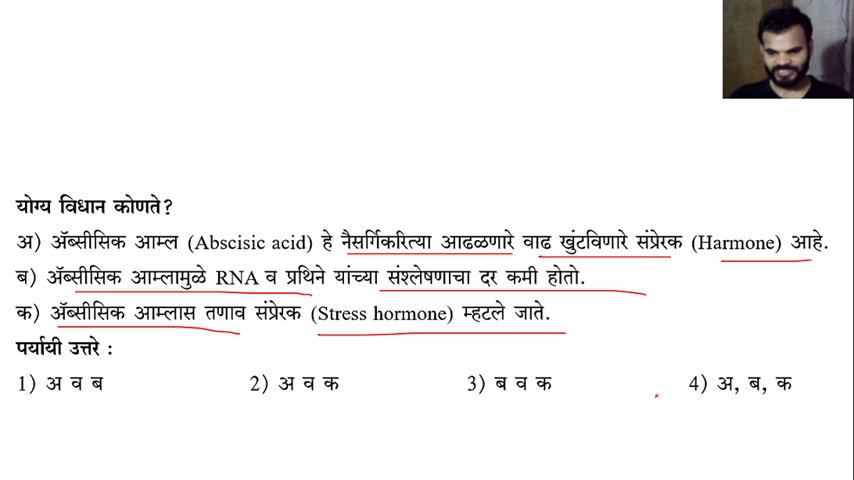 योग्य विधान कोणते?
अ) ॲब्सीसिक आम्ल (Abscisic acid) हे नैसर्गिकरित्या आढळणारे वाढ खुंटविणारे संप्रेरक (Harmone) आहे.
ब) ॲब्सीसिक आम्लामुळे RNA व प्रथिने यांच्या संश्लेषणाचा दर कमी होतो.
क) ॲब्सीसिक आम्लास तणाव संप्रेरक (Stress hormone) म्हटले जाते.
पर्यायी उत्तरे :
1) अ व ब 2) अ व क 3) ब व क 4) अ, ब, क